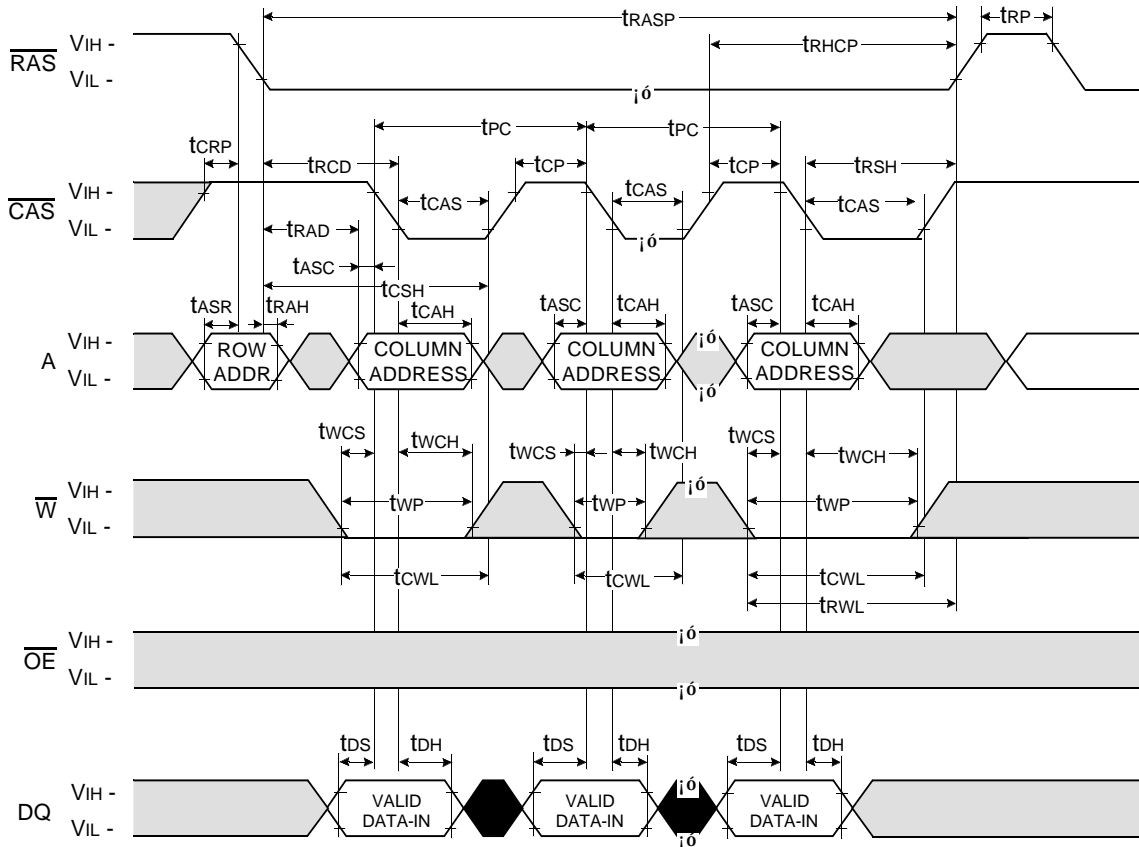 tRASP tRP
tRHCP
RAS VIH -
VIL -
¡ó
tPC tPC
tCRP tRCD tCP tCP tRSH
CAS VIH -
VIL -
tCAS tCAS tCAS
¡ó
tRAD
tASC
tCSH
tASR tRAH tCAH tASC tCAH tASC tCAH
A VIH -
VIL -
ROW ADDR
COLUMN ADDRESS
COLUMN ADDRESS
¡ó
¡ó
COLUMN ADDRESS
tWCS tWCH tWCS tWCH tWCS tWCH
W VIH -
VIL -
¡ó
tWP tWP tWP
tCWL tCWL tCWL
tRWL
OE VIH -
VIL -
¡ó
¡ó
tDS tDH tDS tDH tDS tDH
DQ VIH -
VIL -
VALID DATA-IN
VALID DATA-IN
¡ó
¡ó
VALID DATA-IN